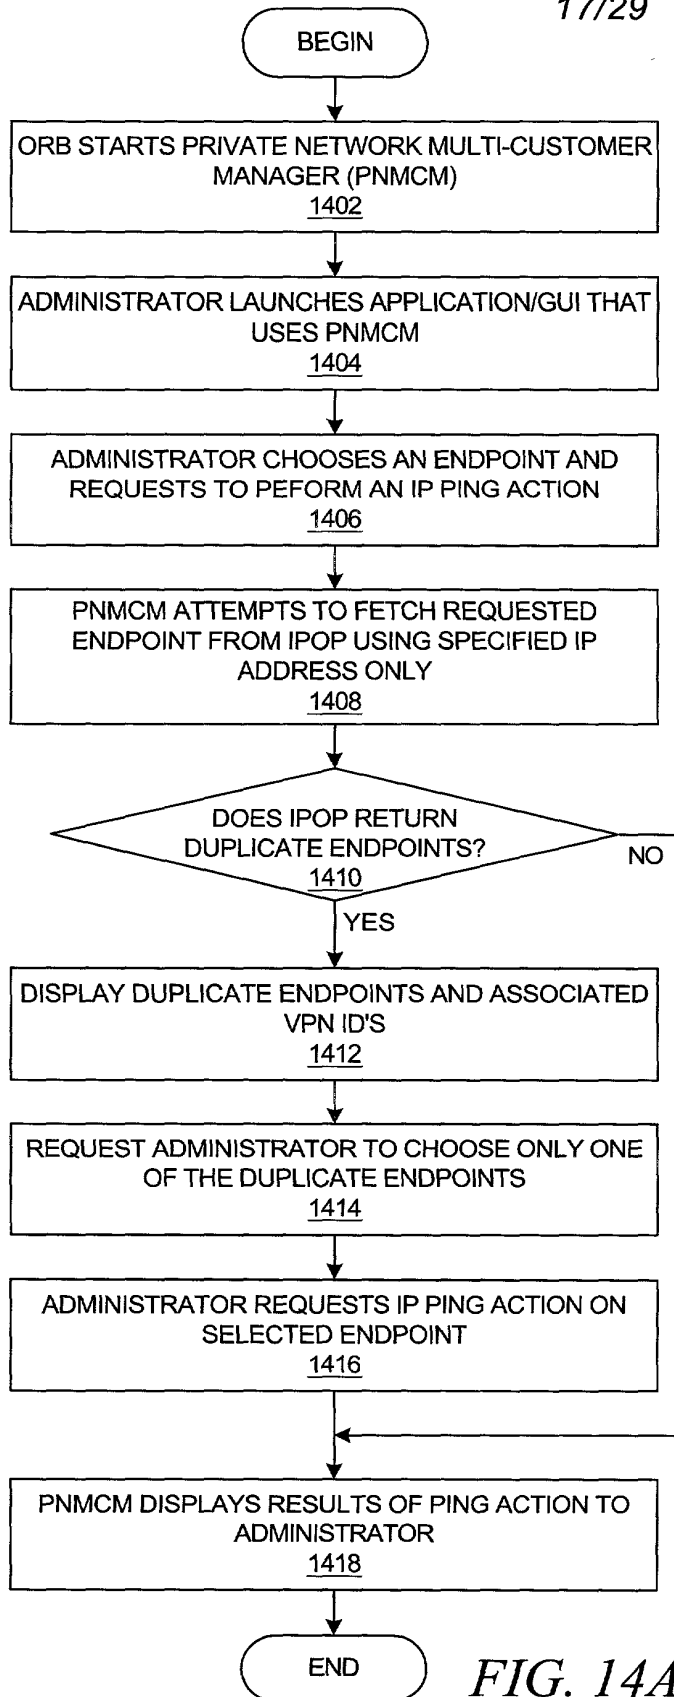 17/29
BEGIN
ORB STARTS PRIVATE NETWORK MULTI-CUSTOMER
MANAGER (PNMCM)
1402
ADMINISTRATOR LAUNCHES APPLICATION/GUI THAT
USES PNMCM
1404
ADMINISTRATOR CHOOSES AN ENDPOINT AND
REQUESTS TO PEFORM AN IP PING ACTION
1406
PNMCM ATTEMPTS TO FETCH REQUESTED
ENDPOINT FROM IPOP USING SPECIFIED IP
ADDRESS ONLY
1408
DOES IPOP RETURN
DUPLICATE ENDPOINTS?
1410
NO
YES
DISPLAY DUPLICATE ENDPOINTS AND ASSOCIATED
VPN ID'S
1412
REQUEST ADMINISTRATOR TO CHOOSE ONLY ONE
OF THE DUPLICATE ENDPOINTS
1414
ADMINISTRATOR REQUESTS IP PING ACTION ON
SELECTED ENDPOINT
1416
PNMCM DISPLAYS RESULTS OF PING ACTION TO
ADMINISTRATOR
1418
END
FIG. 14A